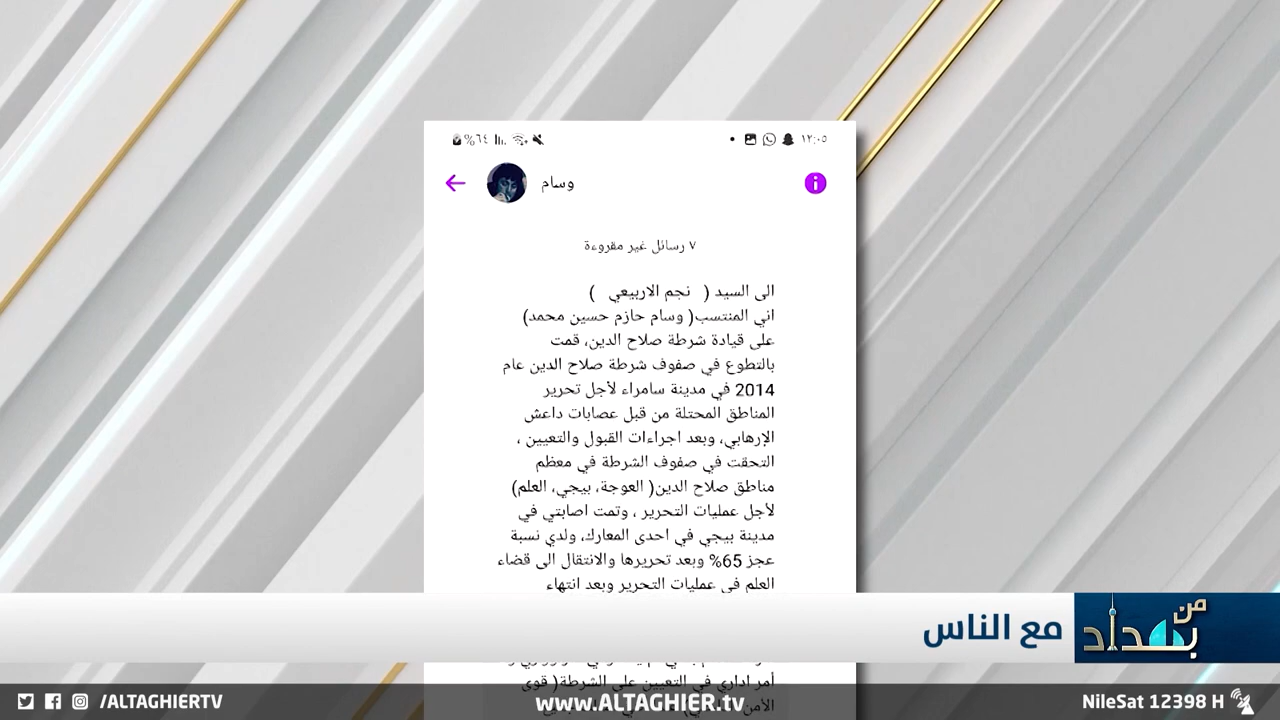 ١٢:٠٥
%٦٤
وسام
٧ رسائل غير مقروءة
الى السيد ( نجم الاربيعي )
اني المنتسب( وسام حازم حسين محمد)
على قيادة شرطة صلاح الدين، قمت
بالتطوع في صفوف شرطة صلاح الدين عام
2014 في مدينة سامراء لأجل تحرير
المناطق المحتلة من قبل عصابات داعش
الإرهابي، وبعد اجراءات القبول والتعيين ،
التحقت في صفوف الشرطة في معظم
مناطق صلاح الدين( العوجة، بيجي، العلم)
لأجل عمليات التحرير ، وتمت اصابتي في
مدينة بيجي في احدى المعارك، ولدي نسبة
عجز 65% وبعد تحريرها والانتقال الى قضاء
العلم في عمليات التحرير وبعد انتهاء
من بغداد
مع الناس
أمر اداري في التعيين على الشرطة( قوى
الأمن
/ALTAGHIERTV
www.ALTAGHIER.tv
NileSat 12398 H